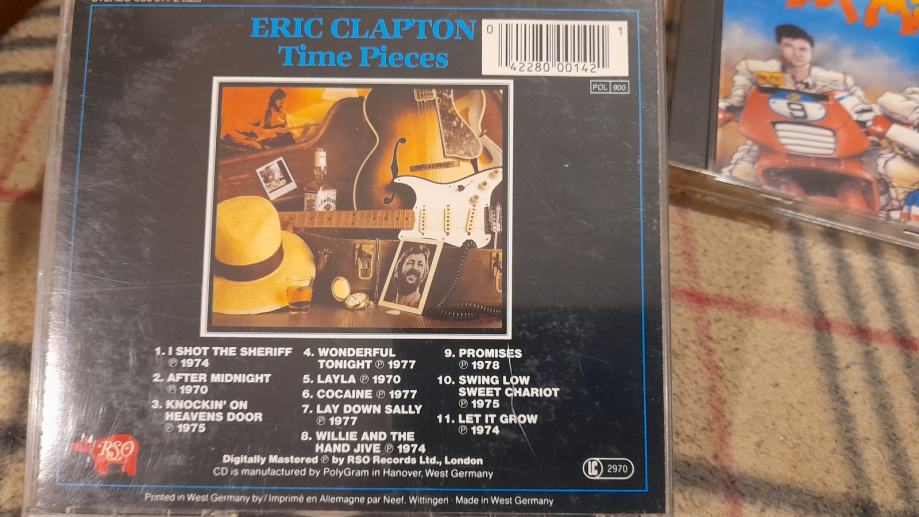 ERIC CLAPTON
Time Pieces
0 42280 00142 1
POL 900
1. I SHOT THE SHERIFF
℗ 1974
2. AFTER MIDNIGHT
℗ 1970
3. KNOCKIN' ON
HEAVENS DOOR
℗ 1975
4. WONDERFUL
TONIGHT ℗ 1977
5. LAYLA ℗ 1970
6. COCAINE ℗ 1977
7. LAY DOWN SALLY
℗ 1977
8. WILLIE AND THE
HAND JIVE ℗ 1974
9. PROMISES
℗ 1978
10. SWING LOW
SWEET CHARIOT
℗ 1975
11. LET IT GROW
℗ 1974
RSO
Digitally Mastered ℗ by RSO Records Ltd., London
CD is manufactured by PolyGram in Hanover, West Germany
LC 2970
Printed in West Germany by / Imprimé en Allemagne par Neef, Wittingen · Made in West Germany
9